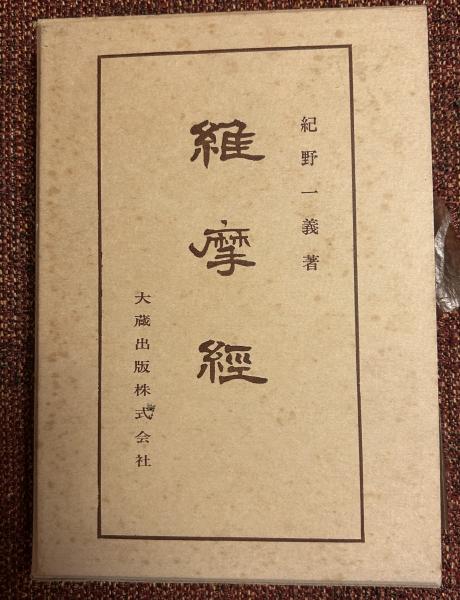 紀野一義著
維摩經
大蔵出版株式会社